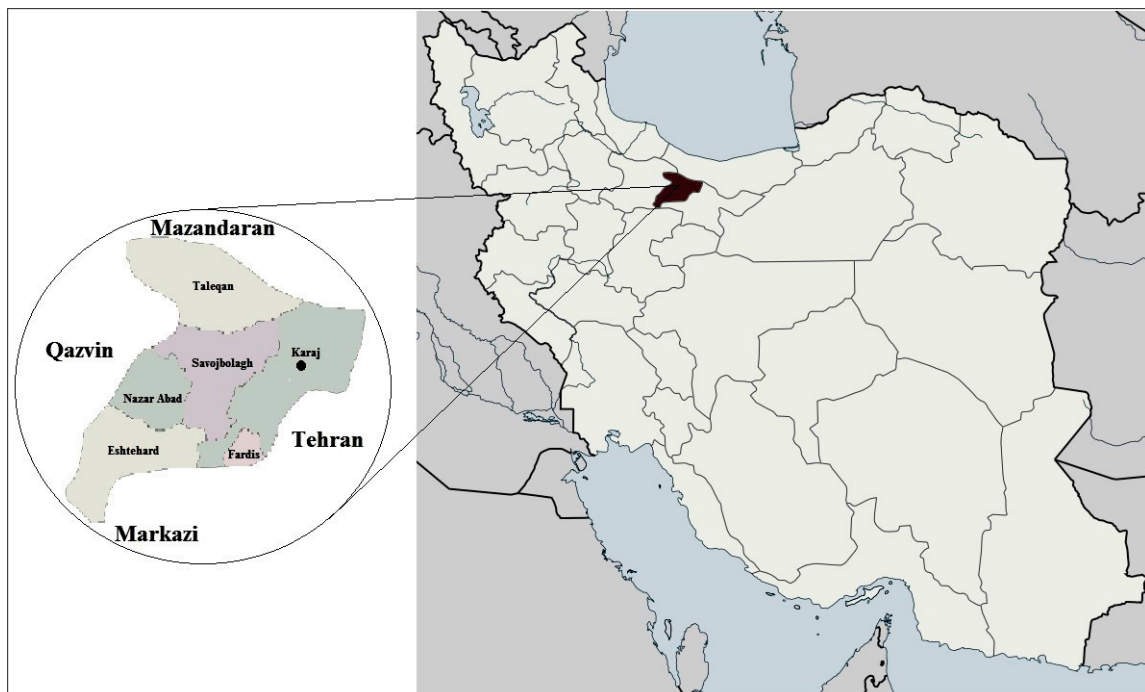 Mazandaran
Taleqan
Qazvin
Savojbolagh
Karaj
Nazar Abad
Tehran
Eshtehard
Fardis
Markazi